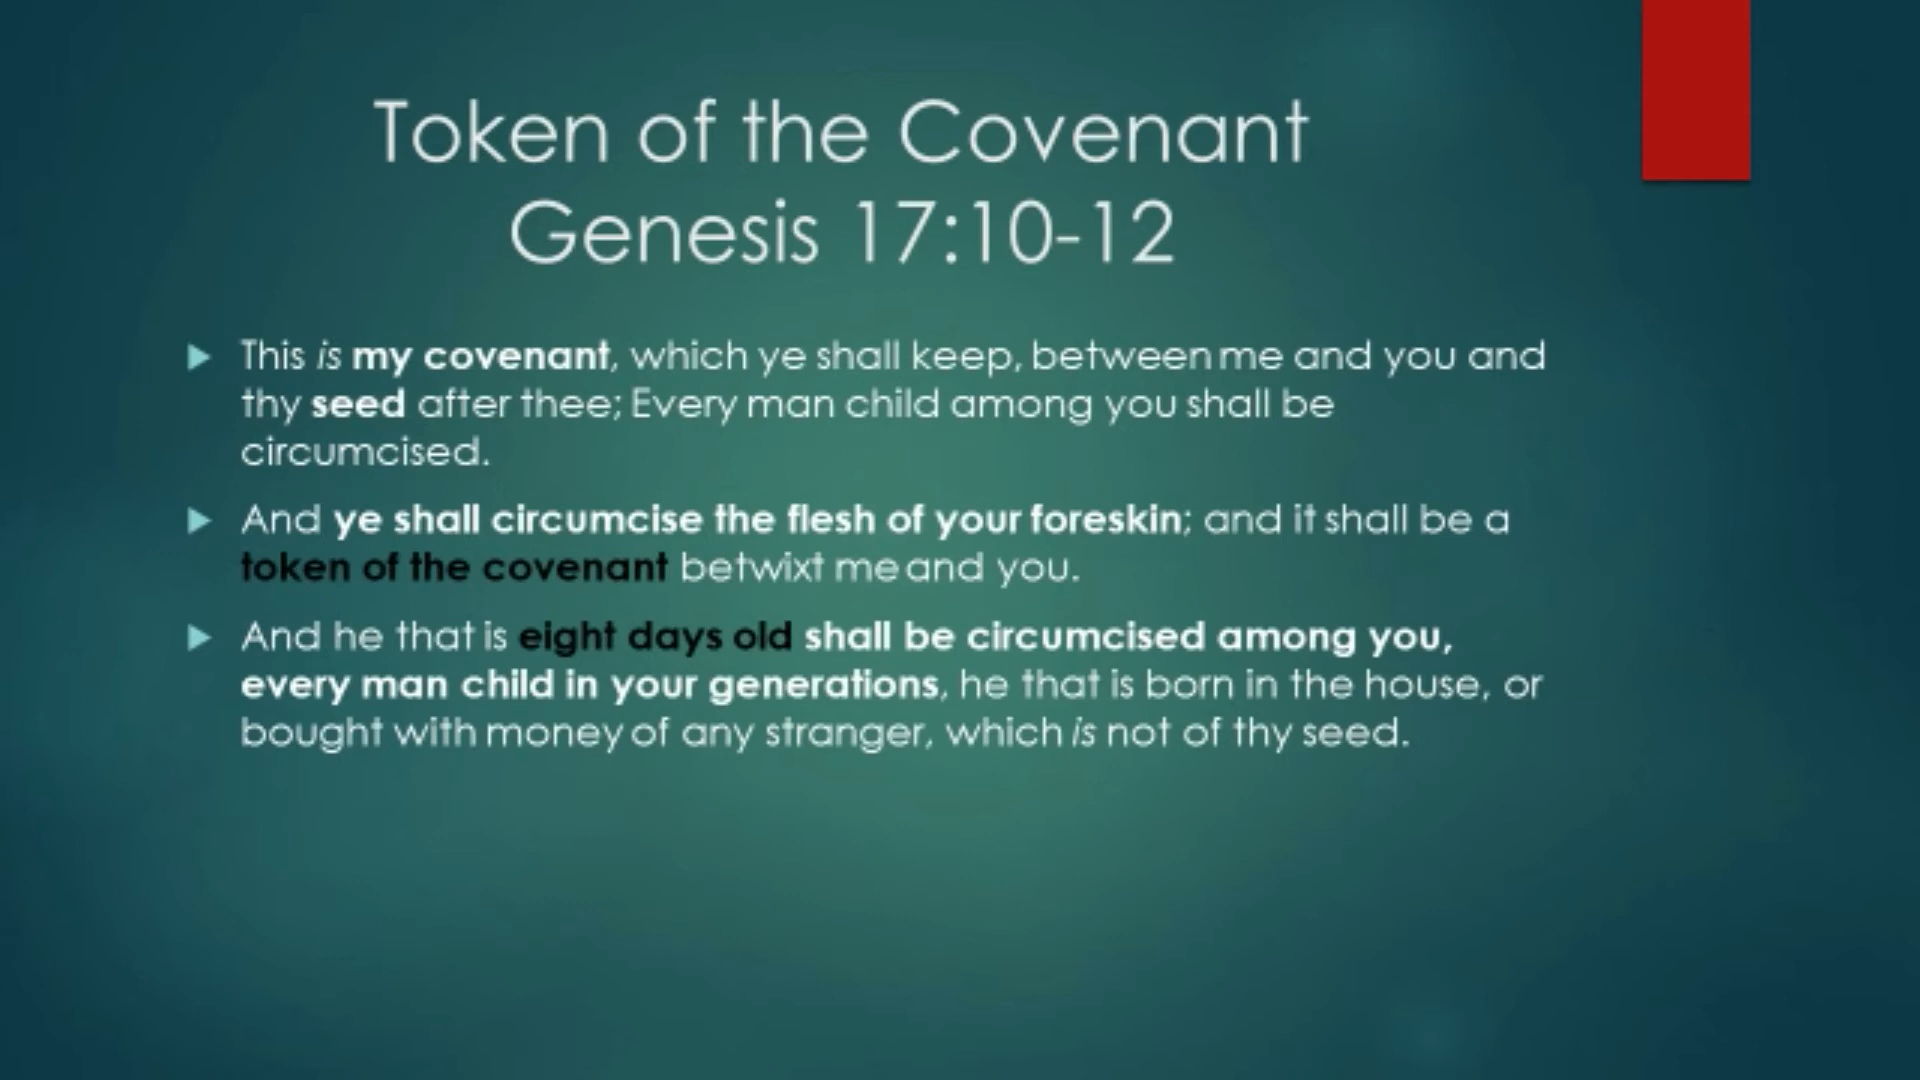 Token of the Covenant
Genesis 17:10-12
This is my covenant, which ye shall keep, between me and you and
thy seed after thee; Every man child among you shall be
circumcised.
And ye shall circumcise the flesh of your foreskin; and it shall be a
token of the covenant betwixt me and you.
And he that is eight days old shall be circumcised among you,
every man child in your generations, he that is born in the house, or
bought with money of any stranger, which is not of thy seed.